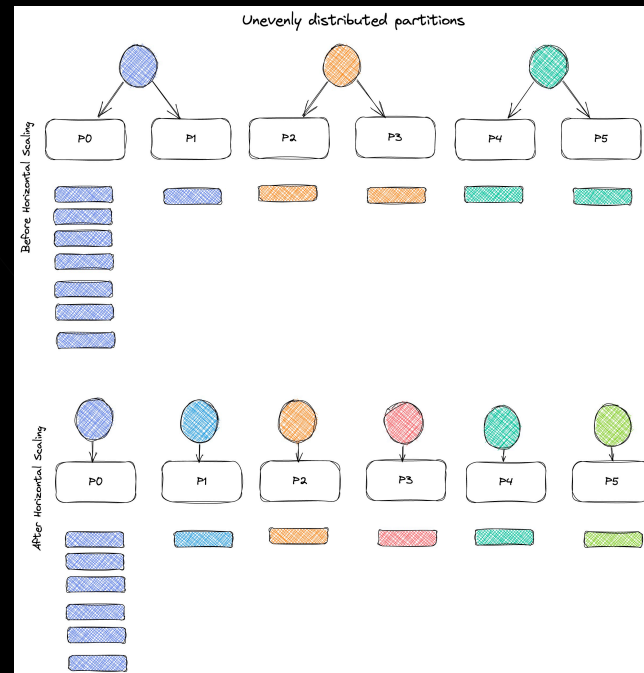 Unevenly distributed partitions
Before Horizontal Scaling
P0
P1
P2
P3
P4
P5
After Horizontal Scaling
P0
P1
P2
P3
P4
P5